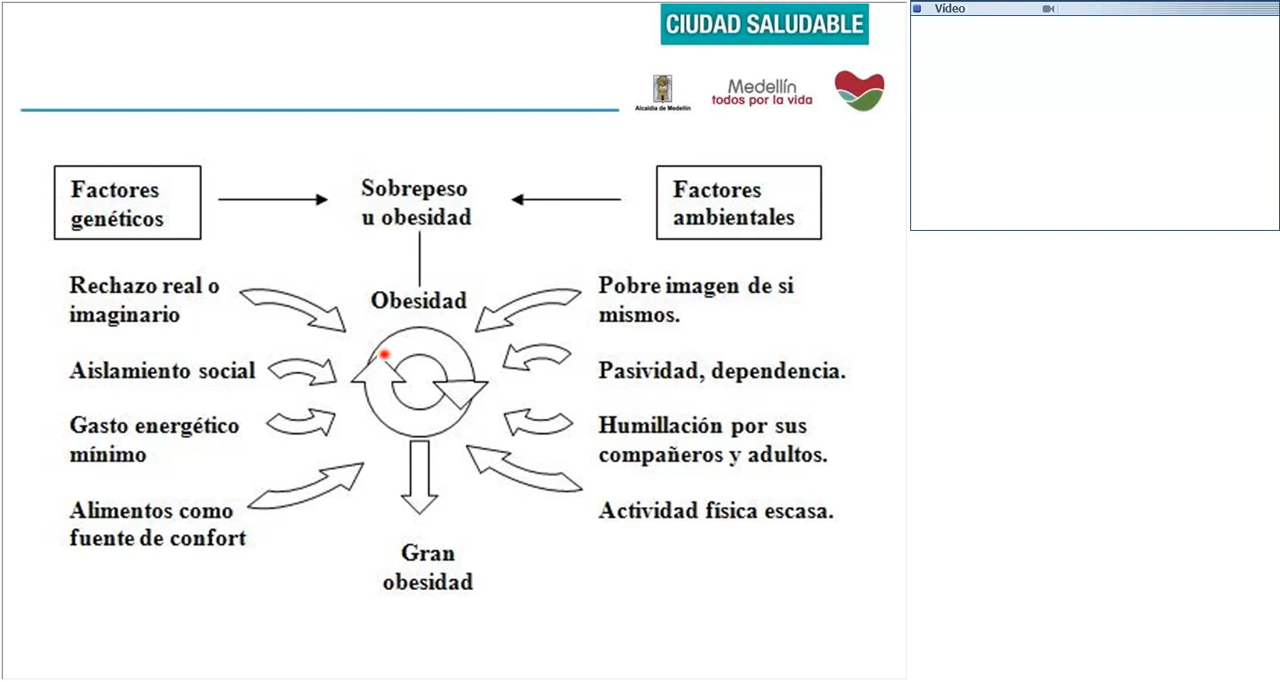 CIUDAD SALUDABLE
Vídeo
Alcaldía de Medellín
Medellín
todos por la vida
Factores
genéticos
Sobrepeso
u obesidad
Factores
ambientales
Rechazo real o
imaginario
Obesidad
Pobre imagen de si
mismos.
Aislamiento social
Pasividad, dependencia.
Gasto energético
mínimo
Humillación por sus
compañeros y adultos.
Alimentos como
fuente de confort
Actividad física escasa.
Gran
obesidad